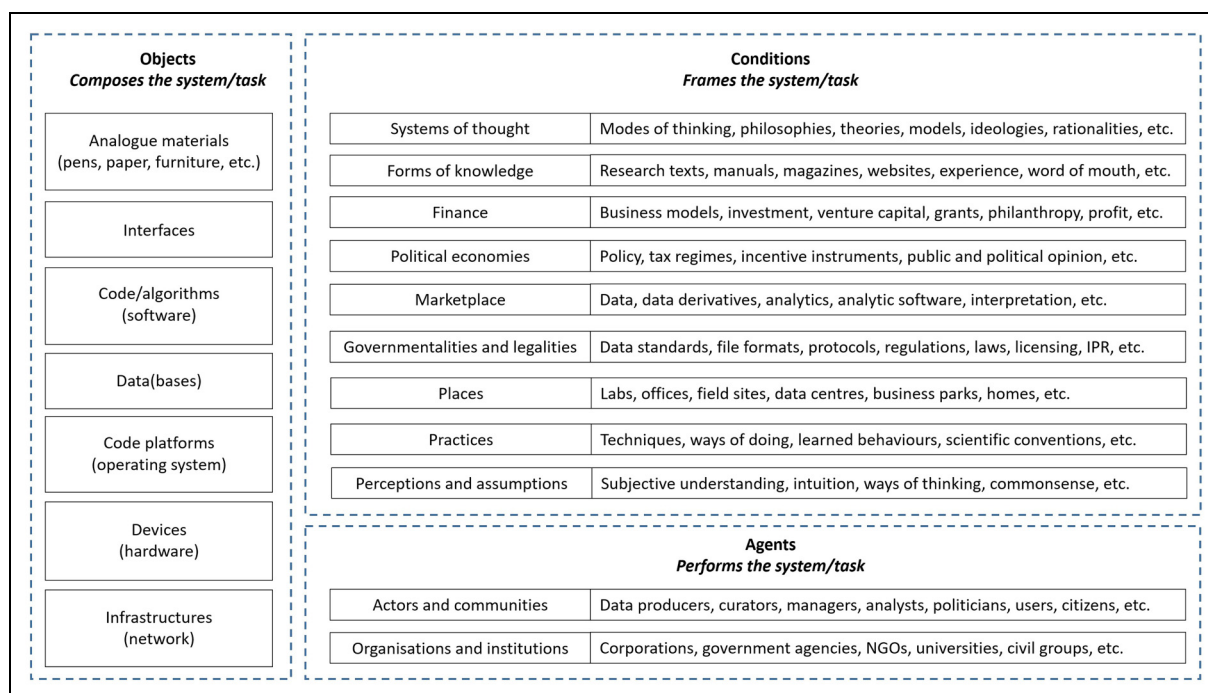 Objects
Composes the system/task
Analogue materials
(pens, paper, furniture, etc.)
Interfaces
Code/algorithms
(software)
Data(bases)
Code platforms
(operating system)
Devices
(hardware)
Infrastructures
(network)
Conditions
Frames the system/task
Systems of thought Modes of thinking, philosophies, theories, models, ideologies, rationalities, etc.
Forms of knowledge Research texts, manuals, magazines, websites, experience, word of mouth, etc.
Finance Business models, investment, venture capital, grants, philanthropy, profit, etc.
Political economies Policy, tax regimes, incentive instruments, public and political opinion, etc.
Marketplace Data, data derivatives, analytics, analytic software, interpretation, etc.
Governmentalities and legalities Data standards, file formats, protocols, regulations, laws, licensing, IPR, etc.
Places Labs, offices, field sites, data centres, business parks, homes, etc.
Practices Techniques, ways of doing, learned behaviours, scientific conventions, etc.
Perceptions and assumptions Subjective understanding, intuition, ways of thinking, commonsense, etc.
Agents
Performs the system/task
Actors and communities Data producers, curators, managers, analysts, politicians, users, citizens, etc.
Organisations and institutions Corporations, government agencies, NGOs, universities, civil groups, etc.